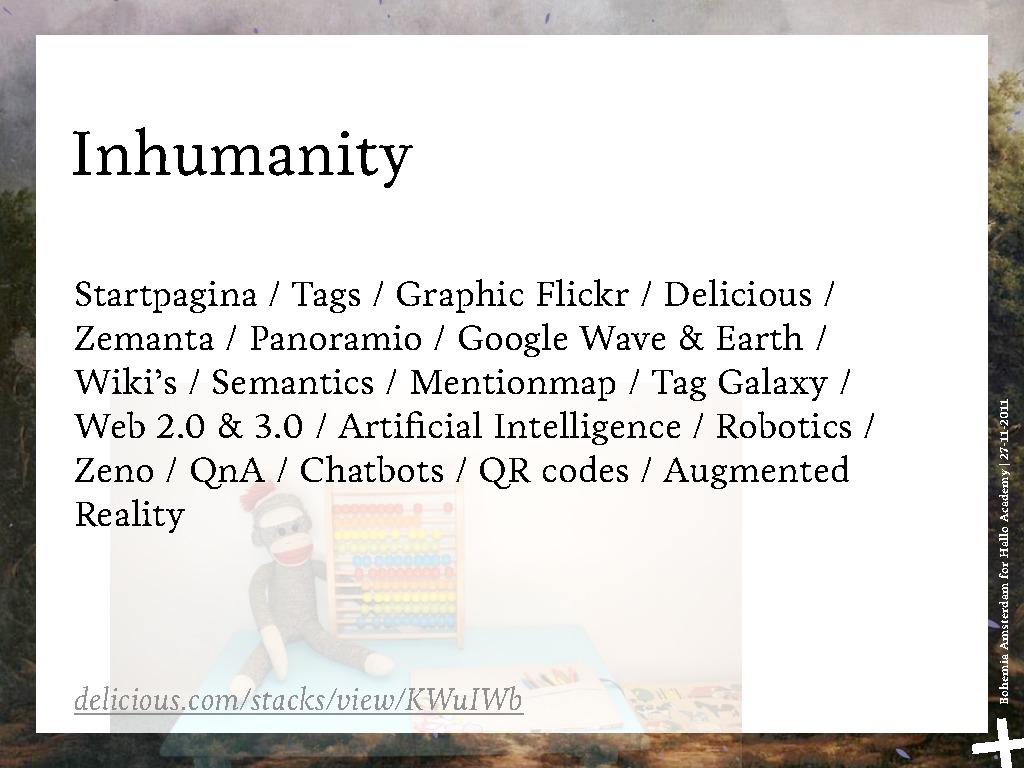 Inhumanity
Startpagina / Tags / Graphic Flickr / Delicious /
Zemanta / Panoramio / Google Wave & Earth /
Wiki’s / Semantics / Mentionmap / Tag Galaxy /
Web 2.0 & 3.0 / Artificial Intelligence / Robotics /
Zeno / QnA / Chatbots / QR codes / Augmented
Reality
delicious.com/stacks/view/KWuIWb
Bohemia Amsterdam for Hallo Academy | 27-11-2011